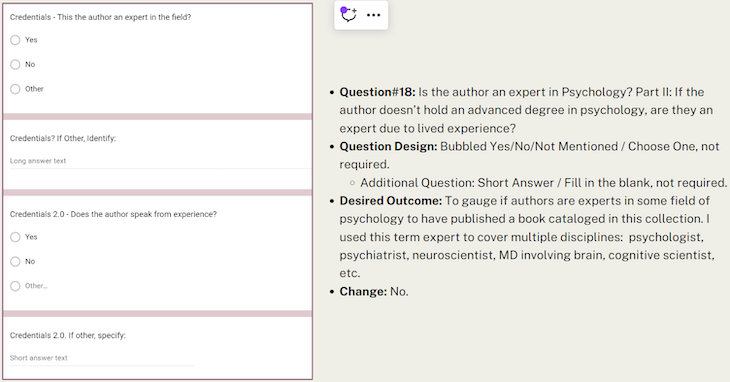 Credentials - This the author an expert in the field?
Yes
No
Other
Credentials? If Other, Identify:
Long answer text
Credentials 2.0 - Does the author speak from experience?
Yes
No
Other...
Credentials 2.0. If other, specify:
Short answer text
• Question#18: Is the author an expert in Psychology? Part II: If the
author doesn't hold an advanced degree in psychology, are they an
expert due to lived experience?
• Question Design: Bubbled Yes/No/Not Mentioned / Choose One, not
required.
○ Additional Question: Short Answer / Fill in the blank, not required.
• Desired Outcome: To gauge if authors are experts in some field of
psychology to have published a book cataloged in this collection. I
used this term expert to cover multiple disciplines:  psychologist,
psychiatrist, neuroscientist, MD involving brain, cognitive scientist,
etc.
• Change: No.